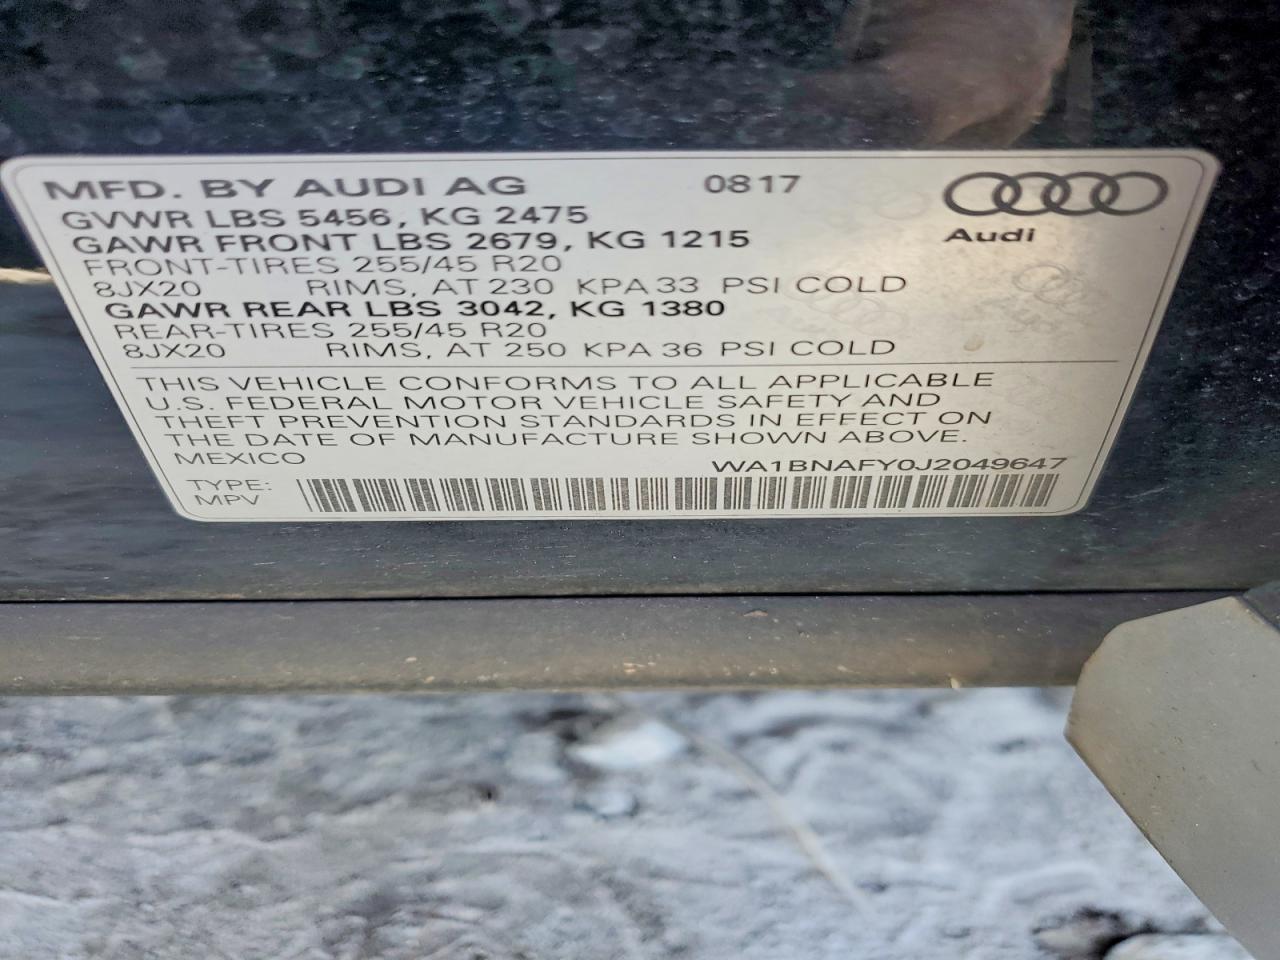 MFD. BY AUDI AG 0817
GVWR LBS 5456, KG 2475
GAWR FRONT LBS 2679, KG 1215
Audi
FRONT-TIRES 255/45 R20
8JX20 RIMS, AT 230 KPA 33 PSI COLD
GAWR REAR LBS 3042, KG 1380
REAR-TIRES 255/45 R20
8JX20 RIMS, AT 250 KPA 36 PSI COLD
THIS VEHICLE CONFORMS TO ALL APPLICABLE
U.S. FEDERAL MOTOR VEHICLE SAFETY AND
THEFT PREVENTION STANDARDS IN EFFECT ON
THE DATE OF MANUFACTURE SHOWN ABOVE.
MEXICO WA1BNAFY0J2049647
TYPE:
MPV